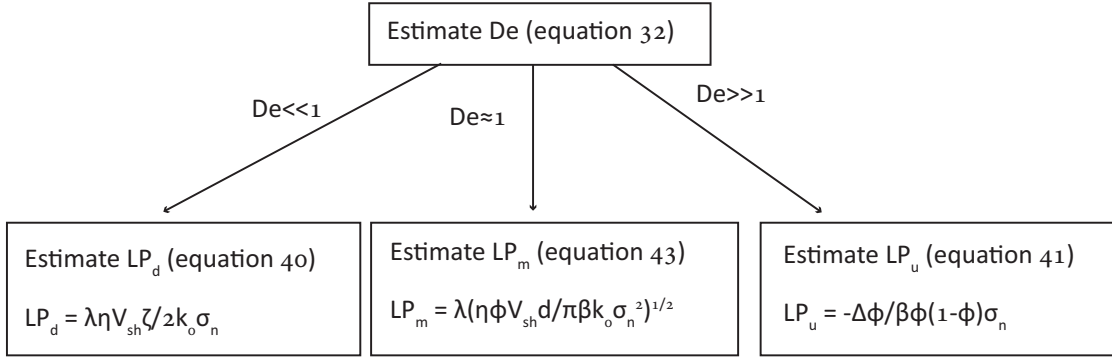 Estimate De (equation 32)
De<<1
De≈1
De>>1
Estimate LP_d (equation 40)
LP_d = ληV_shζ/2k_oσ_n
Estimate LP_m (equation 43)
LP_m = λ(ηϕV_shd/πβk_oσ_n²)^1/2
Estimate LP_u (equation 41)
LP_u = -Δϕ/βϕ(1-ϕ)σ_n